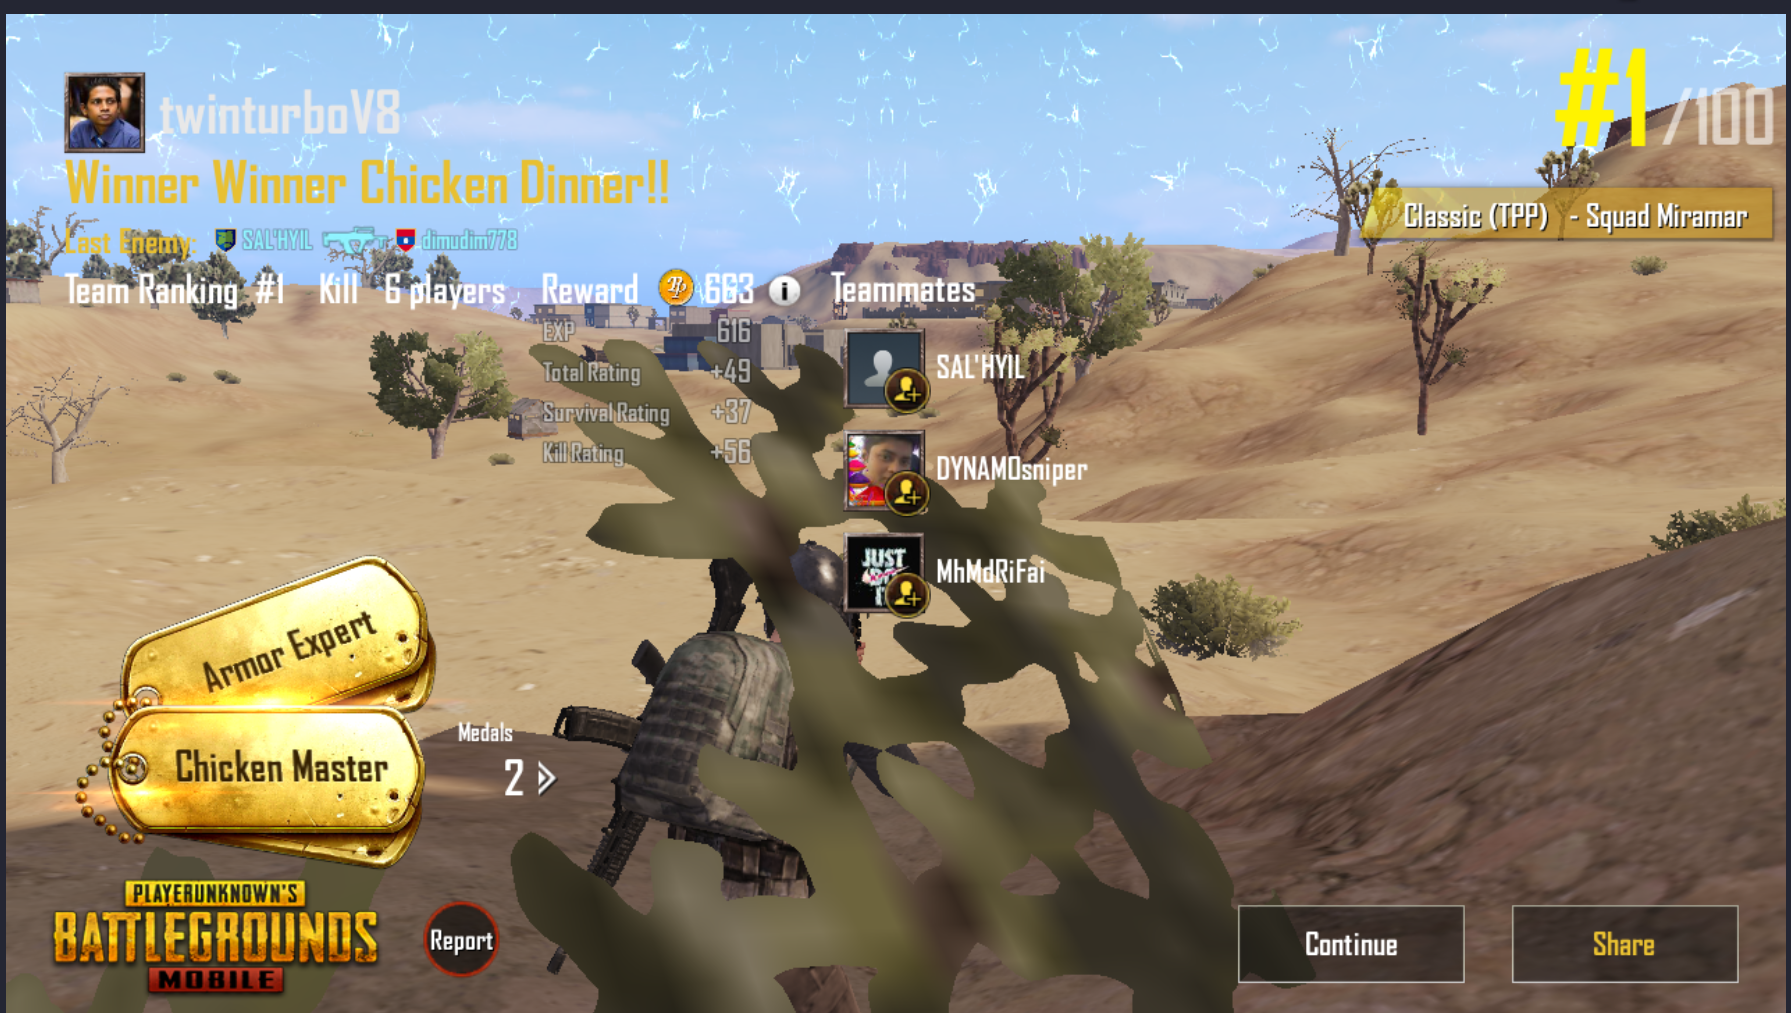 twinturboV8
#1 /100
Winner Winner Chicken Dinner!!
Classic (TPP) - Squad Miramar
Last Enemy: SAL'HYIL dimudim778
Team Ranking #1 Kill 6 players Reward 663 i Teammates
EXP 616
Total Rating +49
Survival Rating +37
Kill Rating +56
SAL'HYIL
DYNAMOsniper
JUST
MhMdRiFai
Armor Expert
Chicken Master
Medals
2
PLAYERUNKNOWN'S
BATTLEGROUNDS
MOBILE
Report
Continue
Share